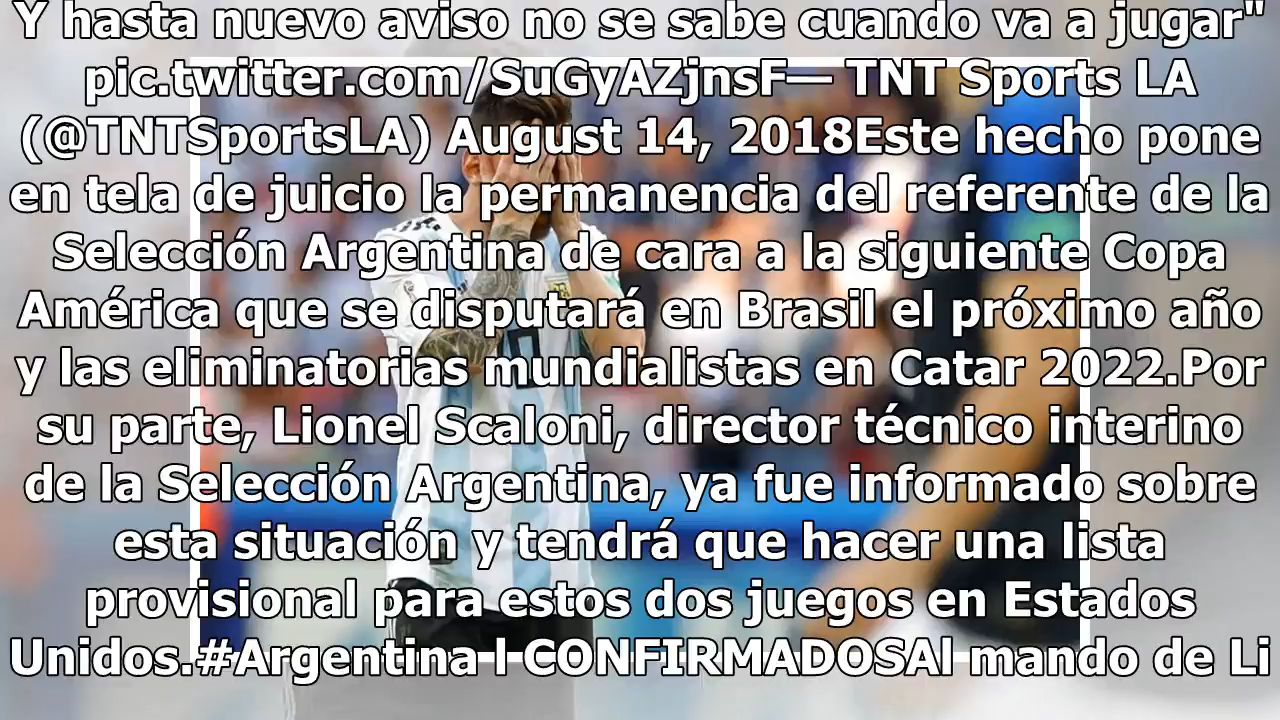 Y hasta nuevo aviso no se sabe cuando va a jugar"
pic.twitter.com/SuGyAZjnsF— TNT Sports LA
(@TNTSportsLA) August 14, 2018Este hecho pone
en tela de juicio la permanencia del referente de la
Selección Argentina de cara a la siguiente Copa
América que se disputará en Brasil el próximo año
y las eliminatorias mundialistas en Catar 2022.Por
su parte, Lionel Scaloni, director técnico interino
de la Selección Argentina, ya fue informado sobre
esta situación y tendrá que hacer una lista
provisional para estos dos juegos en Estados
Unidos.#Argentina l CONFIRMADOSAl mando de Li